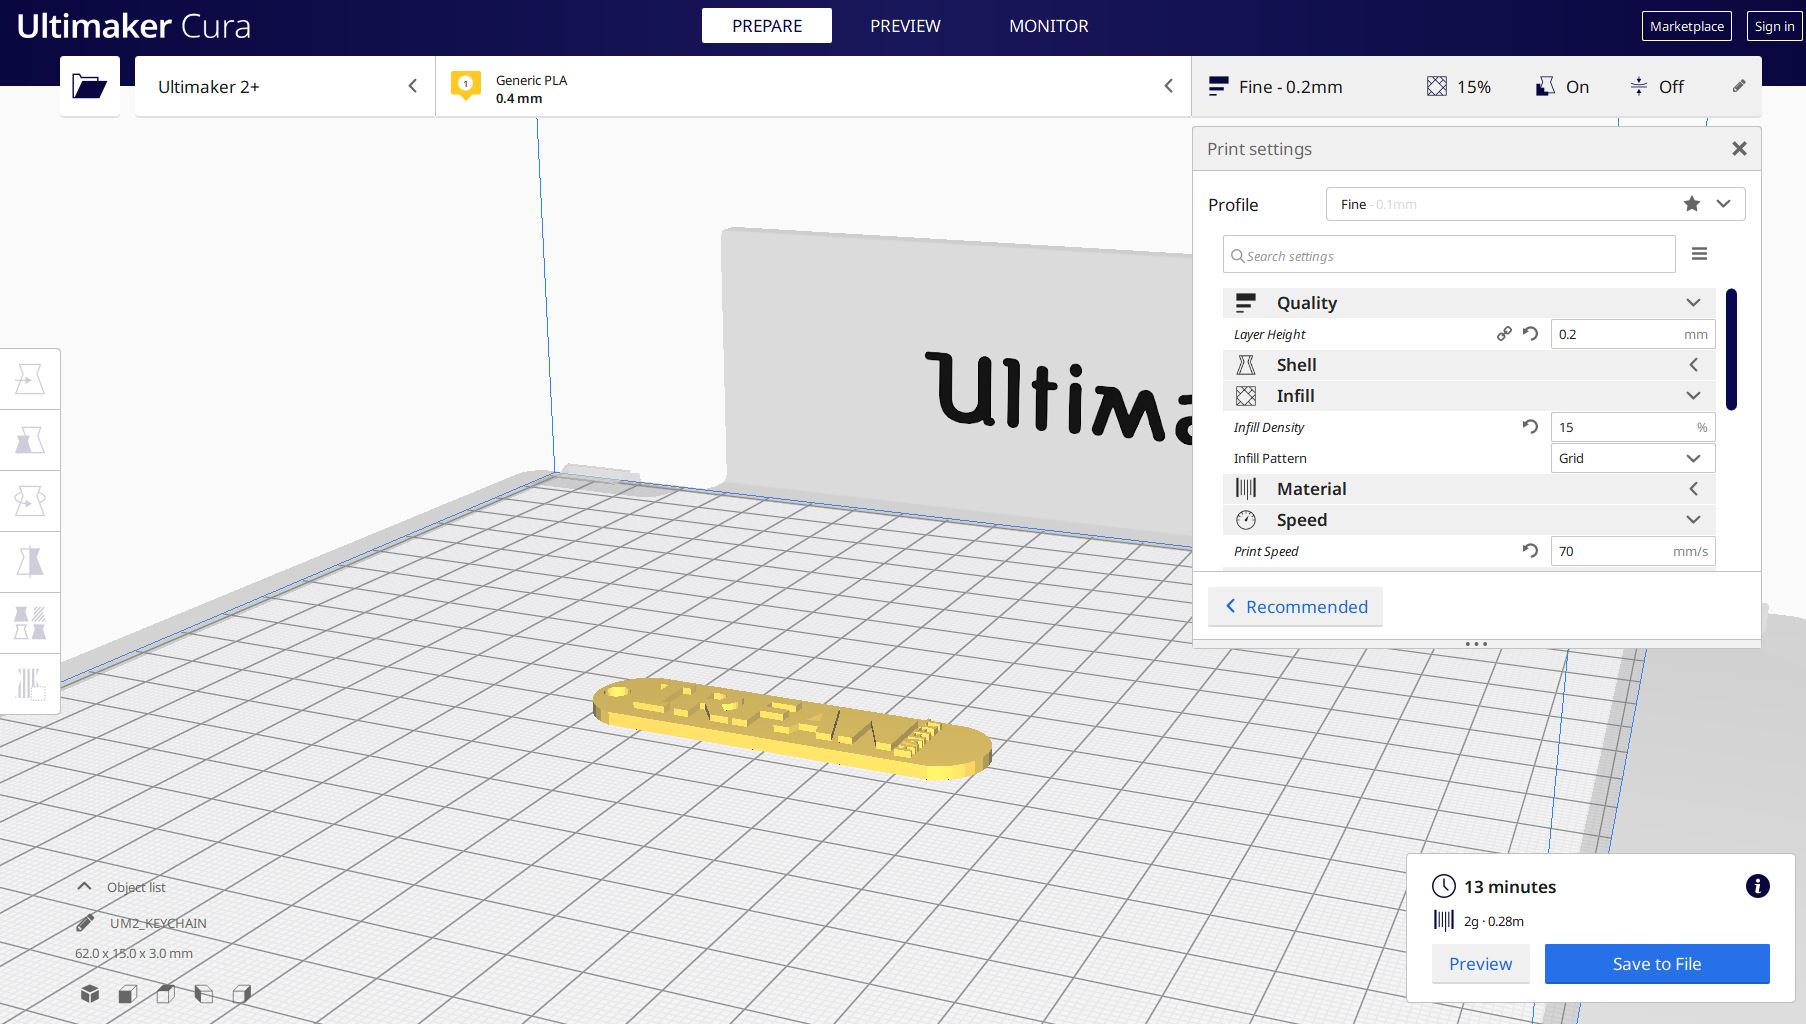 Ultimaker Cura
PREPARE
PREVIEW
MONITOR
Marketplace
Sign in
Ultimaker 2+
1
Generic PLA
0.4 mm
Fine - 0.2mm
15%
On
Off
Print settings
Profile
Fine - 0.1mm
Search settings
Quality
Layer Height
0.2 mm
Shell
Infill
Infill Density
15 %
Infill Pattern
Grid
Material
Speed
Print Speed
70 mm/s
Recommended
Object list
UM2_KEYCHAIN
62.0 x 15.0 x 3.0 mm
13 minutes
2g · 0.28m
Preview
Save to File